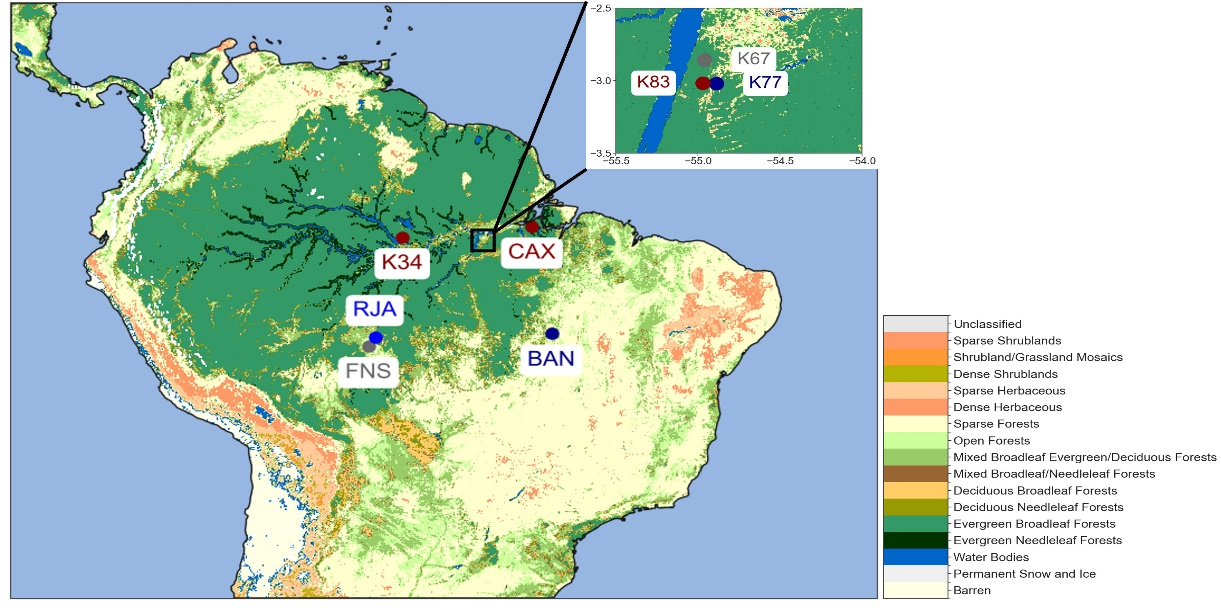 −2.5
K67
−3.0
K83
K77
−3.5
−55.5
−55.0
−54.5
−54.0
K34
CAX
RJA
FNS
BAN
Unclassified
Sparse Shrublands
Shrubland/Grassland Mosaics
Dense Shrublands
Sparse Herbaceous
Dense Herbaceous
Sparse Forests
Open Forests
Mixed Broadleaf Evergreen/Deciduous Forests
Mixed Broadleaf/Needleleaf Forests
Deciduous Broadleaf Forests
Deciduous Needleleaf Forests
Evergreen Broadleaf Forests
Evergreen Needleleaf Forests
Water Bodies
Permanent Snow and Ice
Barren